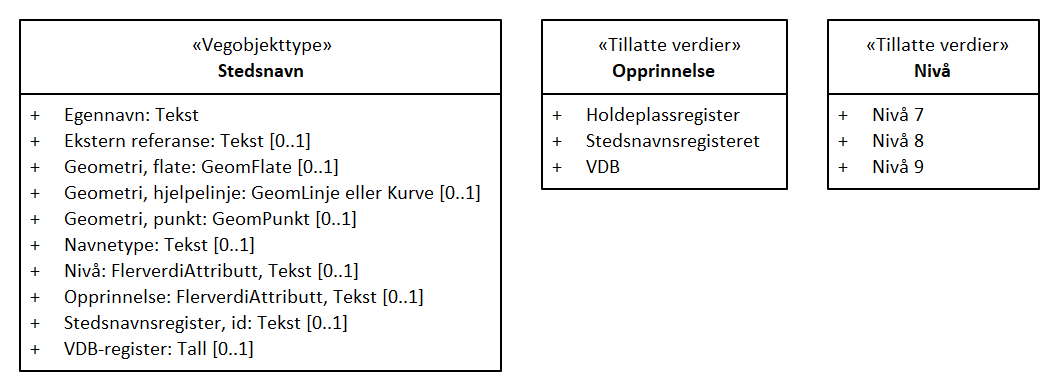 «Vegobjekttype»
Stedsnavn
+ Egennavn: Tekst
+ Ekstern referanse: Tekst [0..1]
+ Geometri, flate: GeomFlate [0..1]
+ Geometri, hjelpelinje: GeomLinje eller Kurve [0..1]
+ Geometri, punkt: GeomPunkt [0..1]
+ Navnetype: Tekst [0..1]
+ Nivå: FlerverdiAttributt, Tekst [0..1]
+ Opprinnelse: FlerverdiAttributt, Tekst [0..1]
+ Stedsnavnsregister, id: Tekst [0..1]
+ VDB-register: Tall [0..1]
«Tillatte verdier»
Opprinnelse
+ Holdeplassregister
+ Stedsnavnsregisteret
+ VDB
«Tillatte verdier»
Nivå
+ Nivå 7
+ Nivå 8
+ Nivå 9